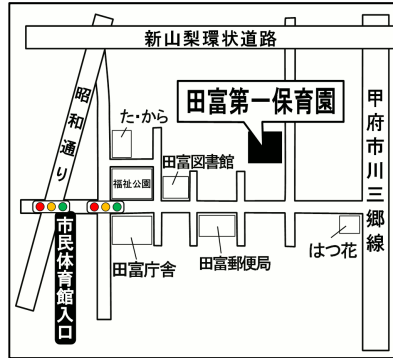 新山梨環状道路
昭和通り
た・から
田富第一保育園
甲府市川三郷線
福祉公園
田富図書館
市民体育館入口
田富庁舎
田富郵便局
はつ花